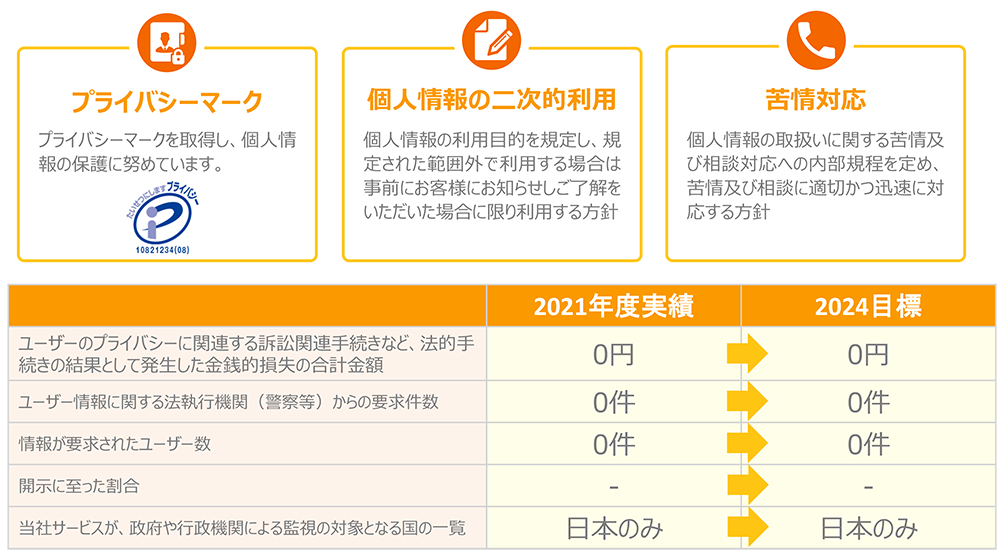 プライバシーマーク
プライバシーマークを取得し、個人情
報の保護に努めています。
たいせつにしますプライバシー
10821234(08)
個人情報の二次的利用
個人情報の利用目的を規定し、規
定された範囲外で利用する場合は
事前にお客様にお知らせしご了解を
いただいた場合に限り利用する方針
苦情対応
個人情報の取扱いに関する苦情及
び相談対応への内部規程を定め、
苦情及び相談に適切かつ迅速に対
応する方針
2021年度実績 2024目標
ユーザーのプライバシーに関連する訴訟関連手続きなど、法的手
続きの結果として発生した金銭的損失の合計金額
0円 0円
ユーザー情報に関する法執行機関（警察等）からの要求件数 0件 0件
情報が要求されたユーザー数 0件 0件
開示に至った割合 - -
当社サービスが、政府や行政機関による監視の対象となる国の一覧 日本のみ 日本のみ